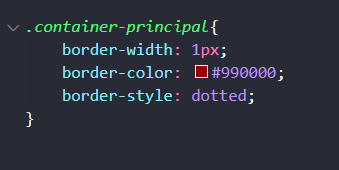 .container-principal{
    border-width: 1px;
    border-color: #990000;
    border-style: dotted;
}